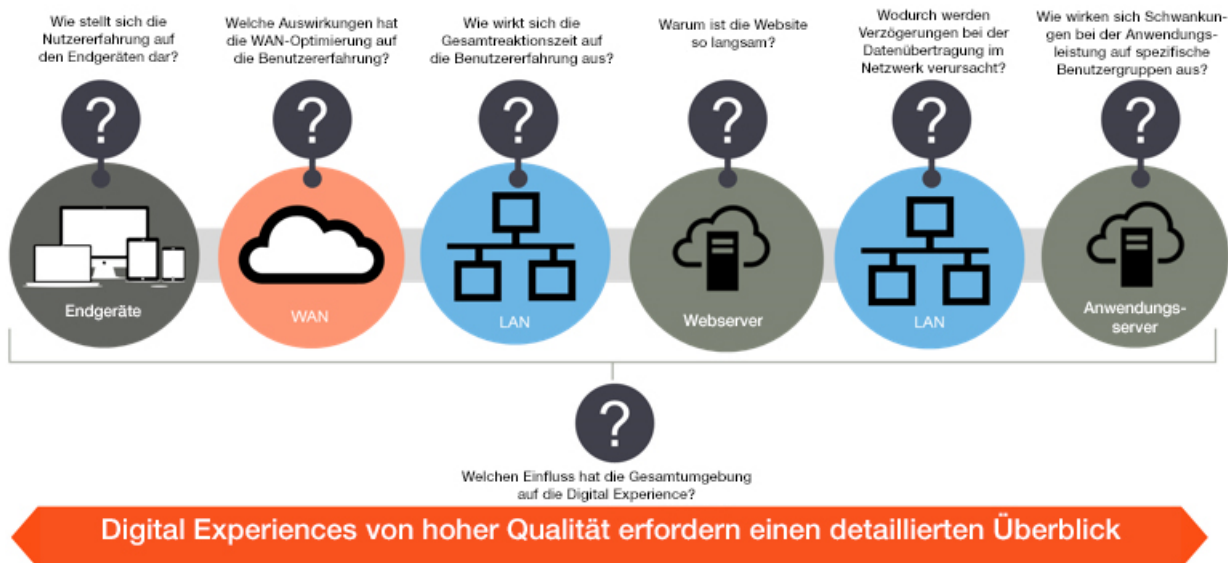 Wie stellt sich die
Nutzererfahrung auf
den Endgeräten dar?
Welche Auswirkungen hat
die WAN-Optimierung auf
die Benutzererfahrung?
Wie wirkt sich die
Gesamtreaktionszeit auf
die Benutzererfahrung aus?
Warum ist die Website
so langsam?
Wodurch werden
Verzögerungen bei der
Datenübertragung im
Netzwerk verursacht?
Wie wirken sich Schwankun-
gen bei der Anwendungs-
leistung auf spezifische
Benutzergruppen aus?
?
?
?
?
?
?
Endgeräte
WAN
LAN
Webserver
LAN
Anwendungs-
server
?
Welchen Einfluss hat die Gesamtumgebung
auf die Digital Experience?
Digital Experiences von hoher Qualität erfordern einen detaillierten Überblick